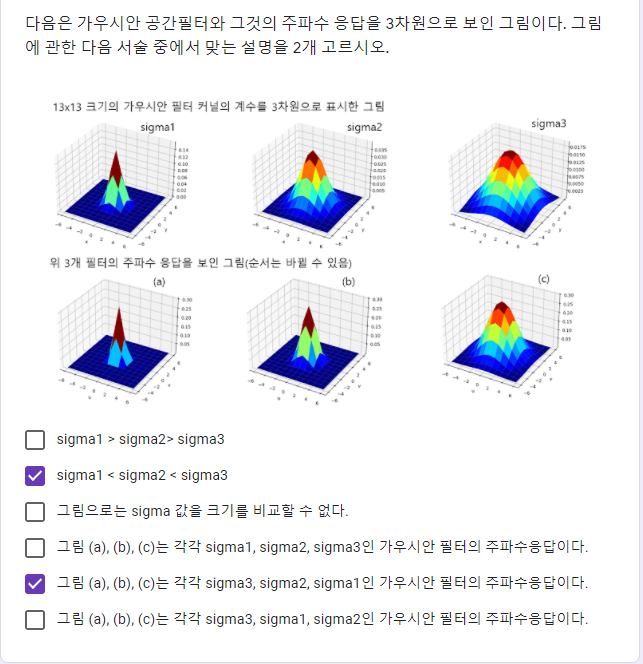 다음은 가우시안 공간필터와 그것의 주파수 응답을 3차원으로 보인 그림이다. 그림
에 관한 다음 서술 중에서 맞는 설명을 2개 고르시오.
13x13 크기의 가우시안 필터 커널의 계수를 3차원으로 표시한 그림
sigma1 sigma2 sigma3
위 3개 필터의 주파수 응답을 보인 그림(순서는 바뀔 수 있음)
(a) (b) (c)
sigma1 > sigma2> sigma3
sigma1 < sigma2 < sigma3
그림으로는 sigma 값을 크기를 비교할 수 없다.
그림 (a), (b), (c)는 각각 sigma1, sigma2, sigma3인 가우시안 필터의 주파수응답이다.
그림 (a), (b), (c)는 각각 sigma3, sigma2, sigma1인 가우시안 필터의 주파수응답이다.
그림 (a), (b), (c)는 각각 sigma3, sigma1, sigma2인 가우시안 필터의 주파수응답이다.